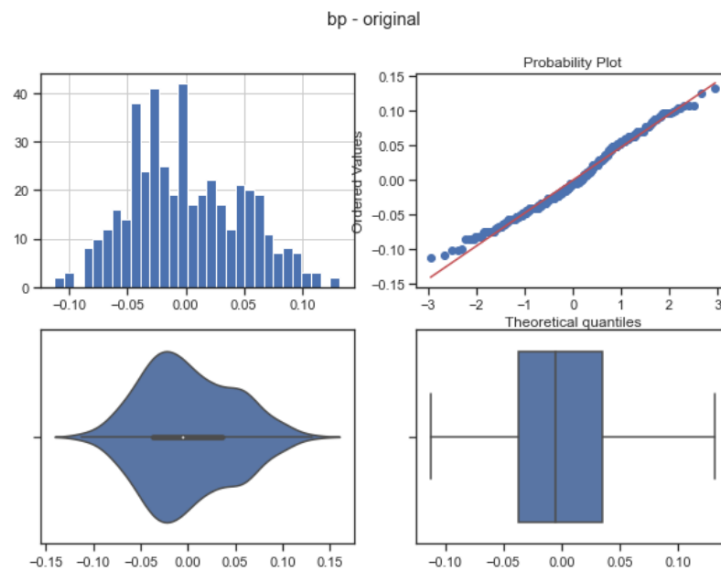 bp - original
Probability Plot
40
30
20
10
0
−0.10 −0.05 0.00 0.05 0.10
Ordered Values
0.15
0.10
0.05
0.00
−0.05
−0.10
−0.15
−3 −2 −1 0 1 2 3
Theoretical quantiles
−0.15 −0.10 −0.05 0.00 0.05 0.10 0.15
−0.10 −0.05 0.00 0.05 0.10